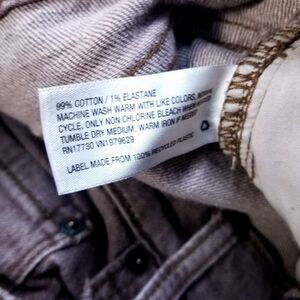 99% COTTON / 1% ELASTANE
MACHINE WASH WARM WITH LIKE COLORS,
CYCLE. ONLY NON CHLORINE BLEACH WHEN
TUMBLE DRY MEDIUM. WARM IRON IF NEEDED
RN17730 VN1979629
LABEL MADE FROM 100% RECYCLED PLASTIC